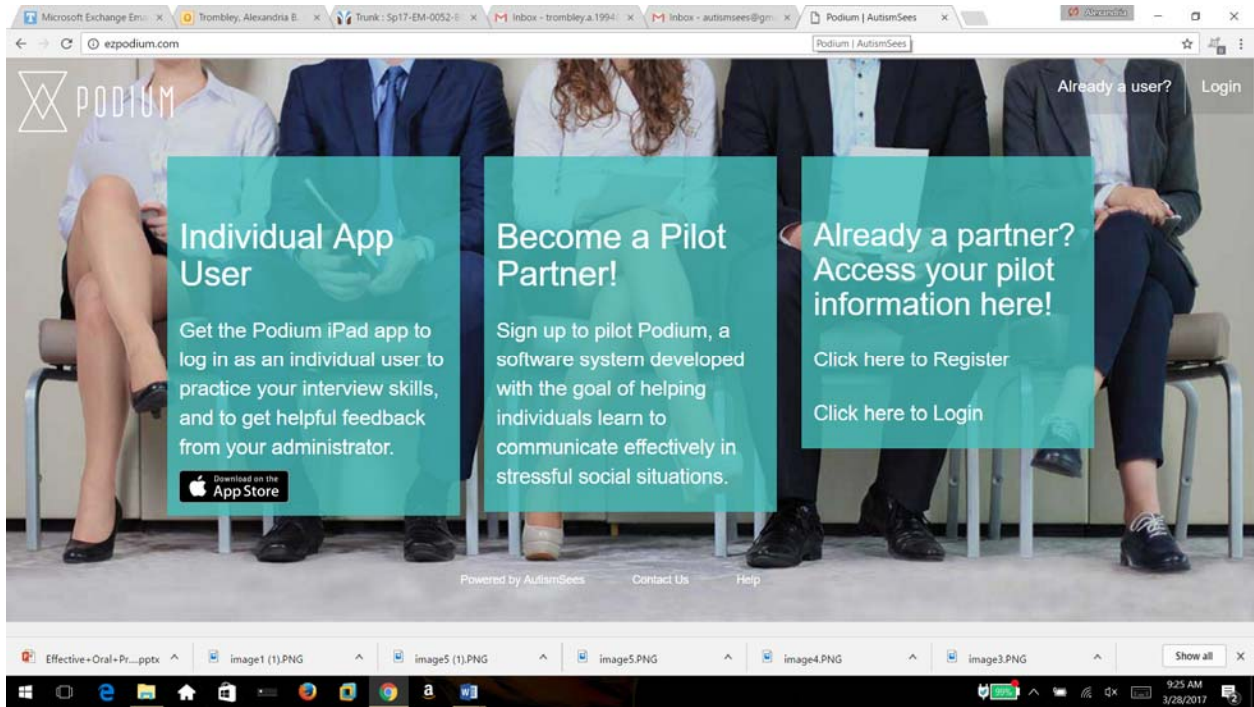 Microsoft Exchange Ema
Trombley, Alexandria B.
Trunk : Sp17-EM-0052-
Inbox - trombley.a.1994
Inbox - autismsees@gm
Podium | AutismSees
Alexandria
ezpodium.com
Podium | AutismSees
PODIUM
Already a user?
Login
Individual App
User
Get the Podium iPad app to
log in as an individual user to
practice your interview skills,
and to get helpful feedback
from your administrator.
Download on the
App Store
Become a Pilot
Partner!
Sign up to pilot Podium, a
software system developed
with the goal of helping
individuals learn to
communicate effectively in
stressful social situations.
Already a partner?
Access your pilot
information here!
Click here to Register
Click here to Login
Powered by AutismSees
Contact Us
Help
Effective+Oral+Pr....pptx
image1 (1).PNG
image5 (1).PNG
image5.PNG
image4.PNG
image3.PNG
Show all
99%
9:25 AM
3/28/2017